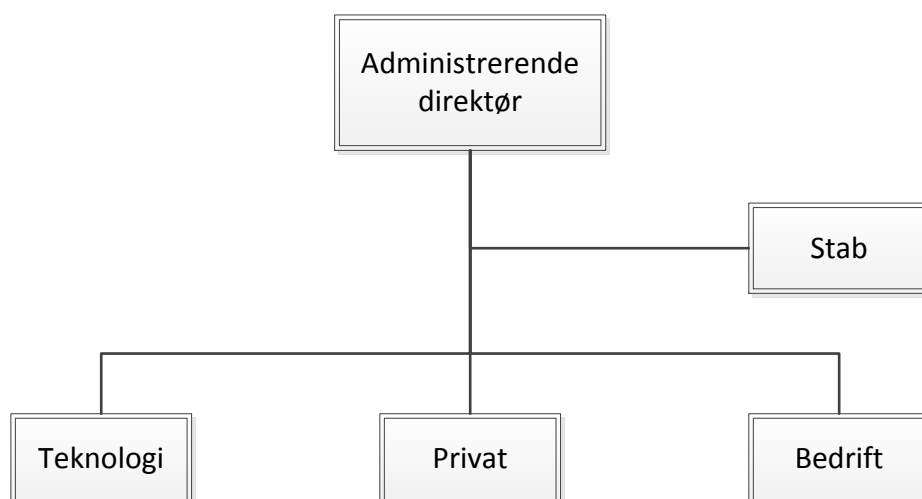 Administrerende
direktør
Stab
Teknologi
Privat
Bedrift